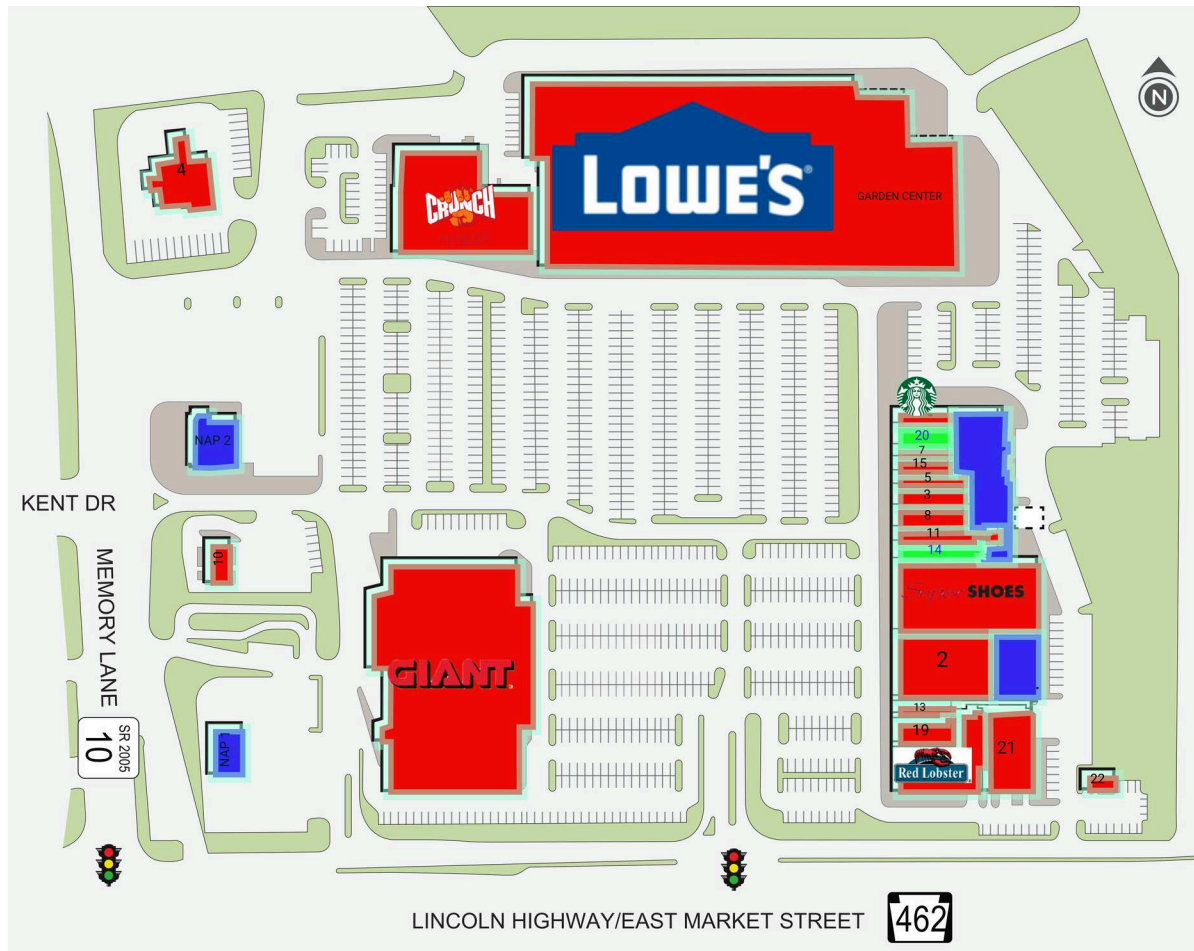 N
4
CRUNCH
LOWE'S
GARDEN CENTER
NAP 2
20
7
15
5
3
8
11
14
KENT DR
10
MEMORY LANE
Super SHOES
GIANT
2
13
19
21
Red Lobster
22
NAP 1
SR 2005
10
LINCOLN HIGHWAY/EAST MARKET STREET
462